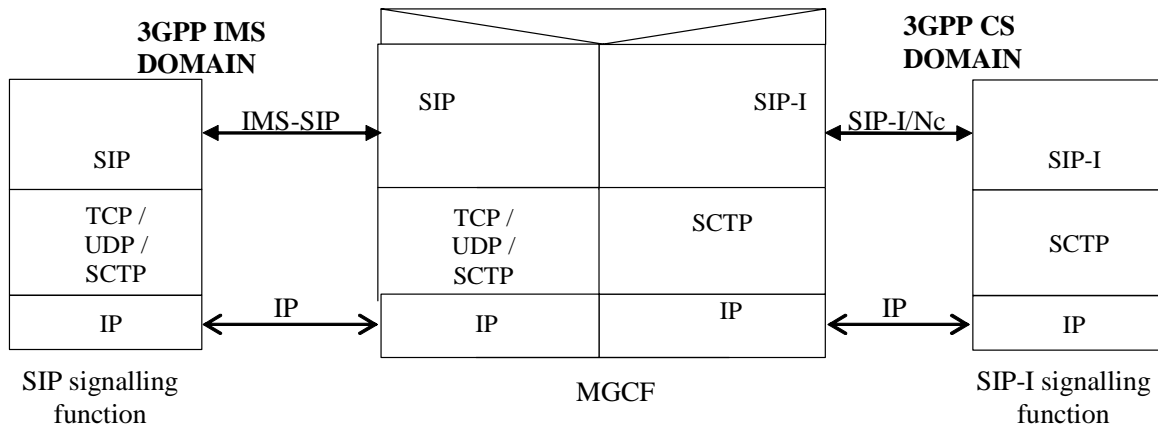 3GPP IMS
DOMAIN
3GPP CS
DOMAIN
SIP
IMS-SIP
SIP
SIP-I
SIP-I/Nc
SIP-I
TCP /
UDP /
SCTP
TCP /
UDP /
SCTP
SCTP
SCTP
IP
IP
IP
IP
IP
IP
SIP signalling
function
MGCF
SIP-I signalling
function